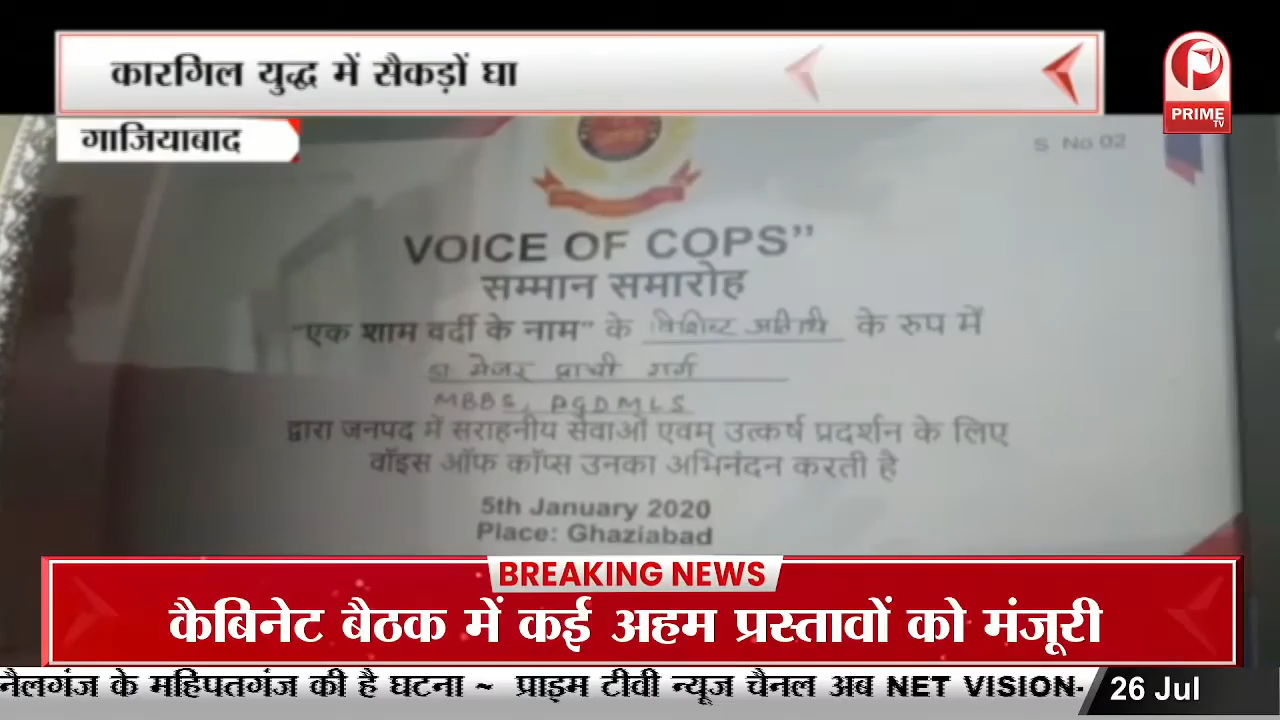 कारगिल युद्ध में सैकड़ों घा
PRIME
TV
गाजियाबाद
S No 02
VOICE OF COPS”
सम्मान समारोह
"एक शाम वर्दी के नाम" के विशिष्ट अतिथि के रुप में
डा मेजर प्राची गर्ग
MBBS, PGDMLS
द्वारा जनपद में सराहनीय सेवाओं एवम् उत्कर्ष प्रदर्शन के लिए
वॉइस ऑफ कॉप्स उनका अभिनंदन करती है
5th January 2020
Place: Ghaziabad
BREAKING NEWS
कैबिनेट बैठक में कई अहम प्रस्तावों को मंजूरी
नैलगंज के महिपतगंज की है घटना ~ प्राइम टीवी न्यूज चैनल अब NET VISION-
26 Jul